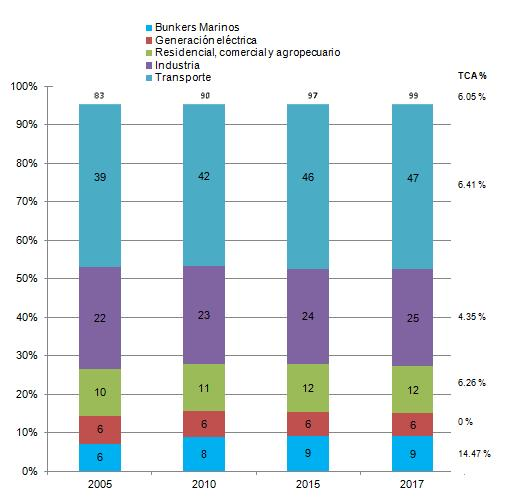 Bunkers Marinos
Generación eléctrica
Residencial, comercial y agropecuario
Industria
Transporte
TCA %
100% 83 90 97 99 6.05 %
90%
80%
39 42 46 47 6.41 %
70%
60%
50%
40%
22 23 24 25 4.35 %
30%
10 11 12 12 6.26 %
20%
6 6 6 6 0 %
10%
6 8 9 9 14.47 %
0%
2005 2010 2015 2017